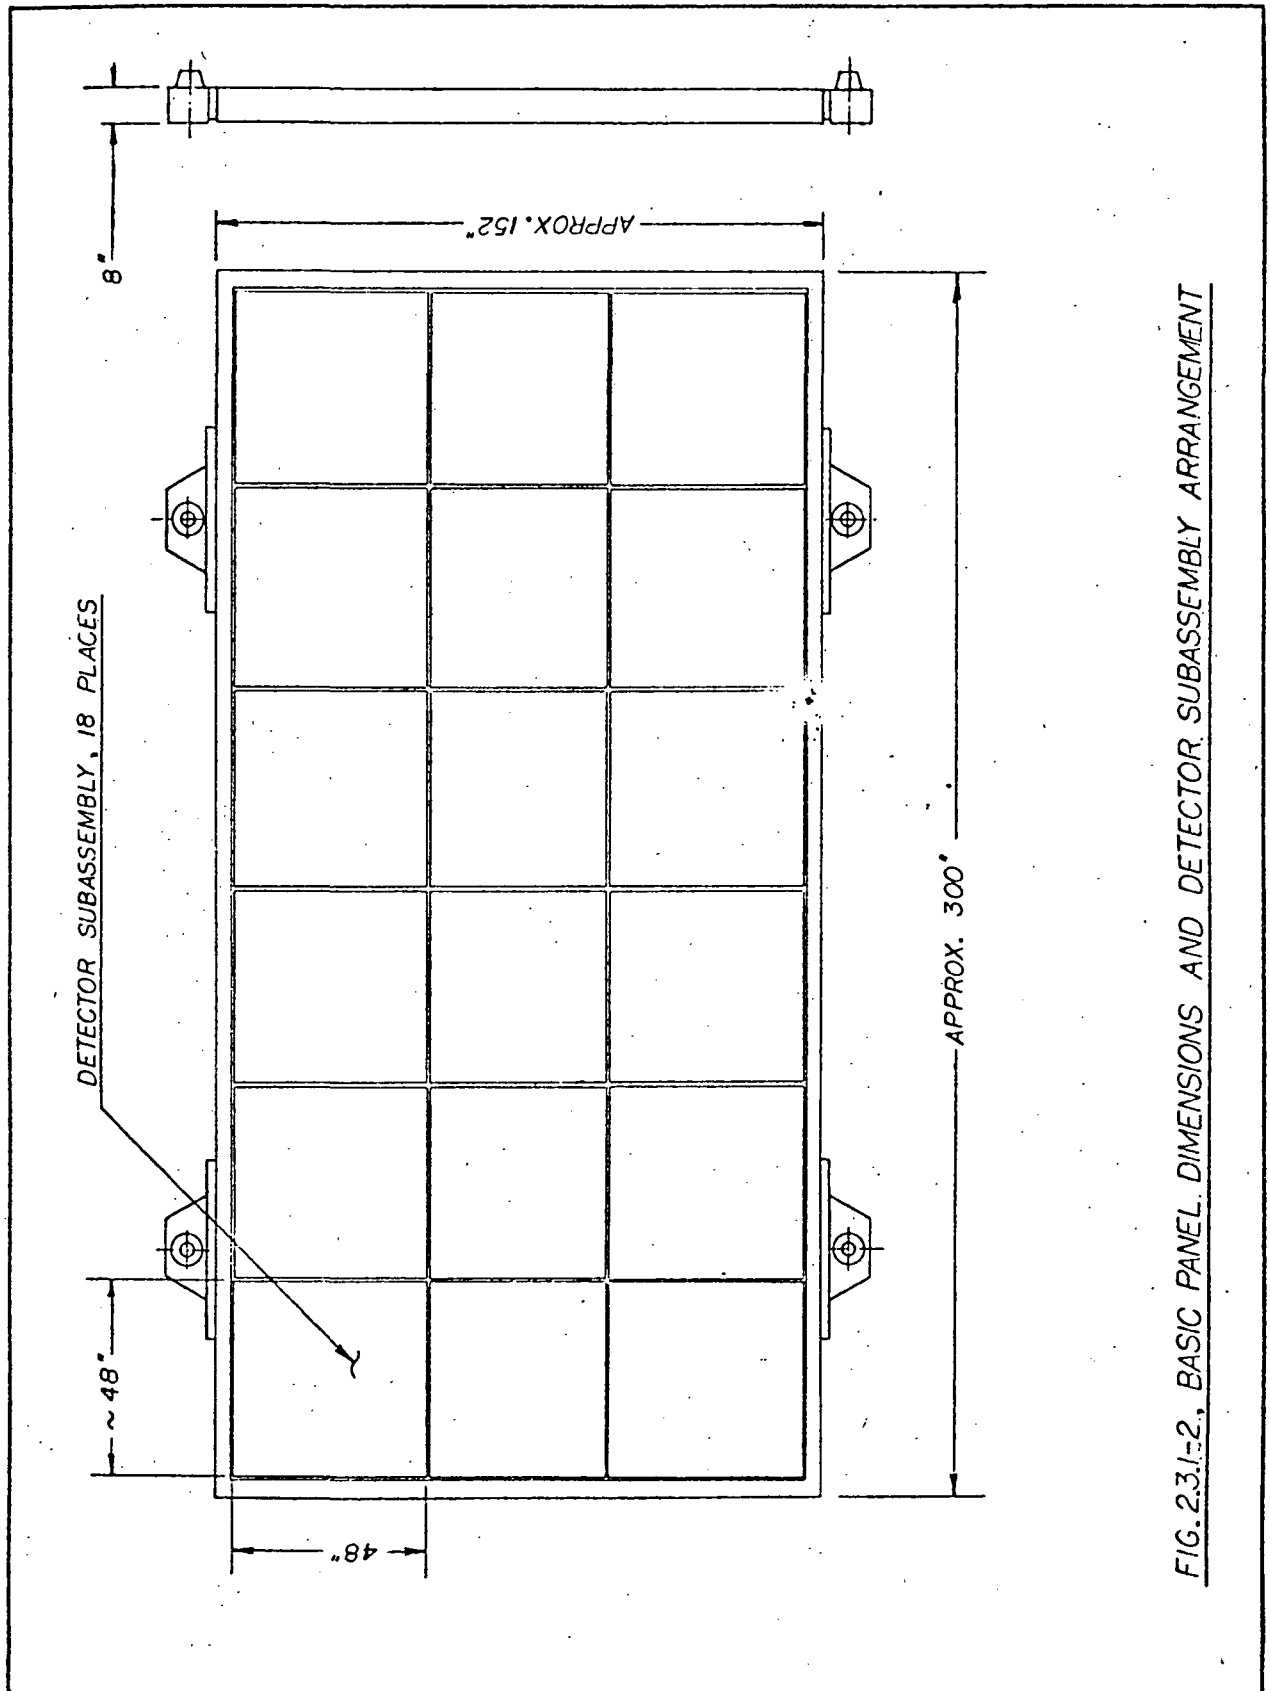 8"
APPROX. 152"
DETECTOR SUBASSEMBLY, 18 PLACES
~48"
48"
APPROX. 300"
FIG. 2.3.1-2., BASIC PANEL DIMENSIONS AND DETECTOR SUBASSEMBLY ARRANGEMENT